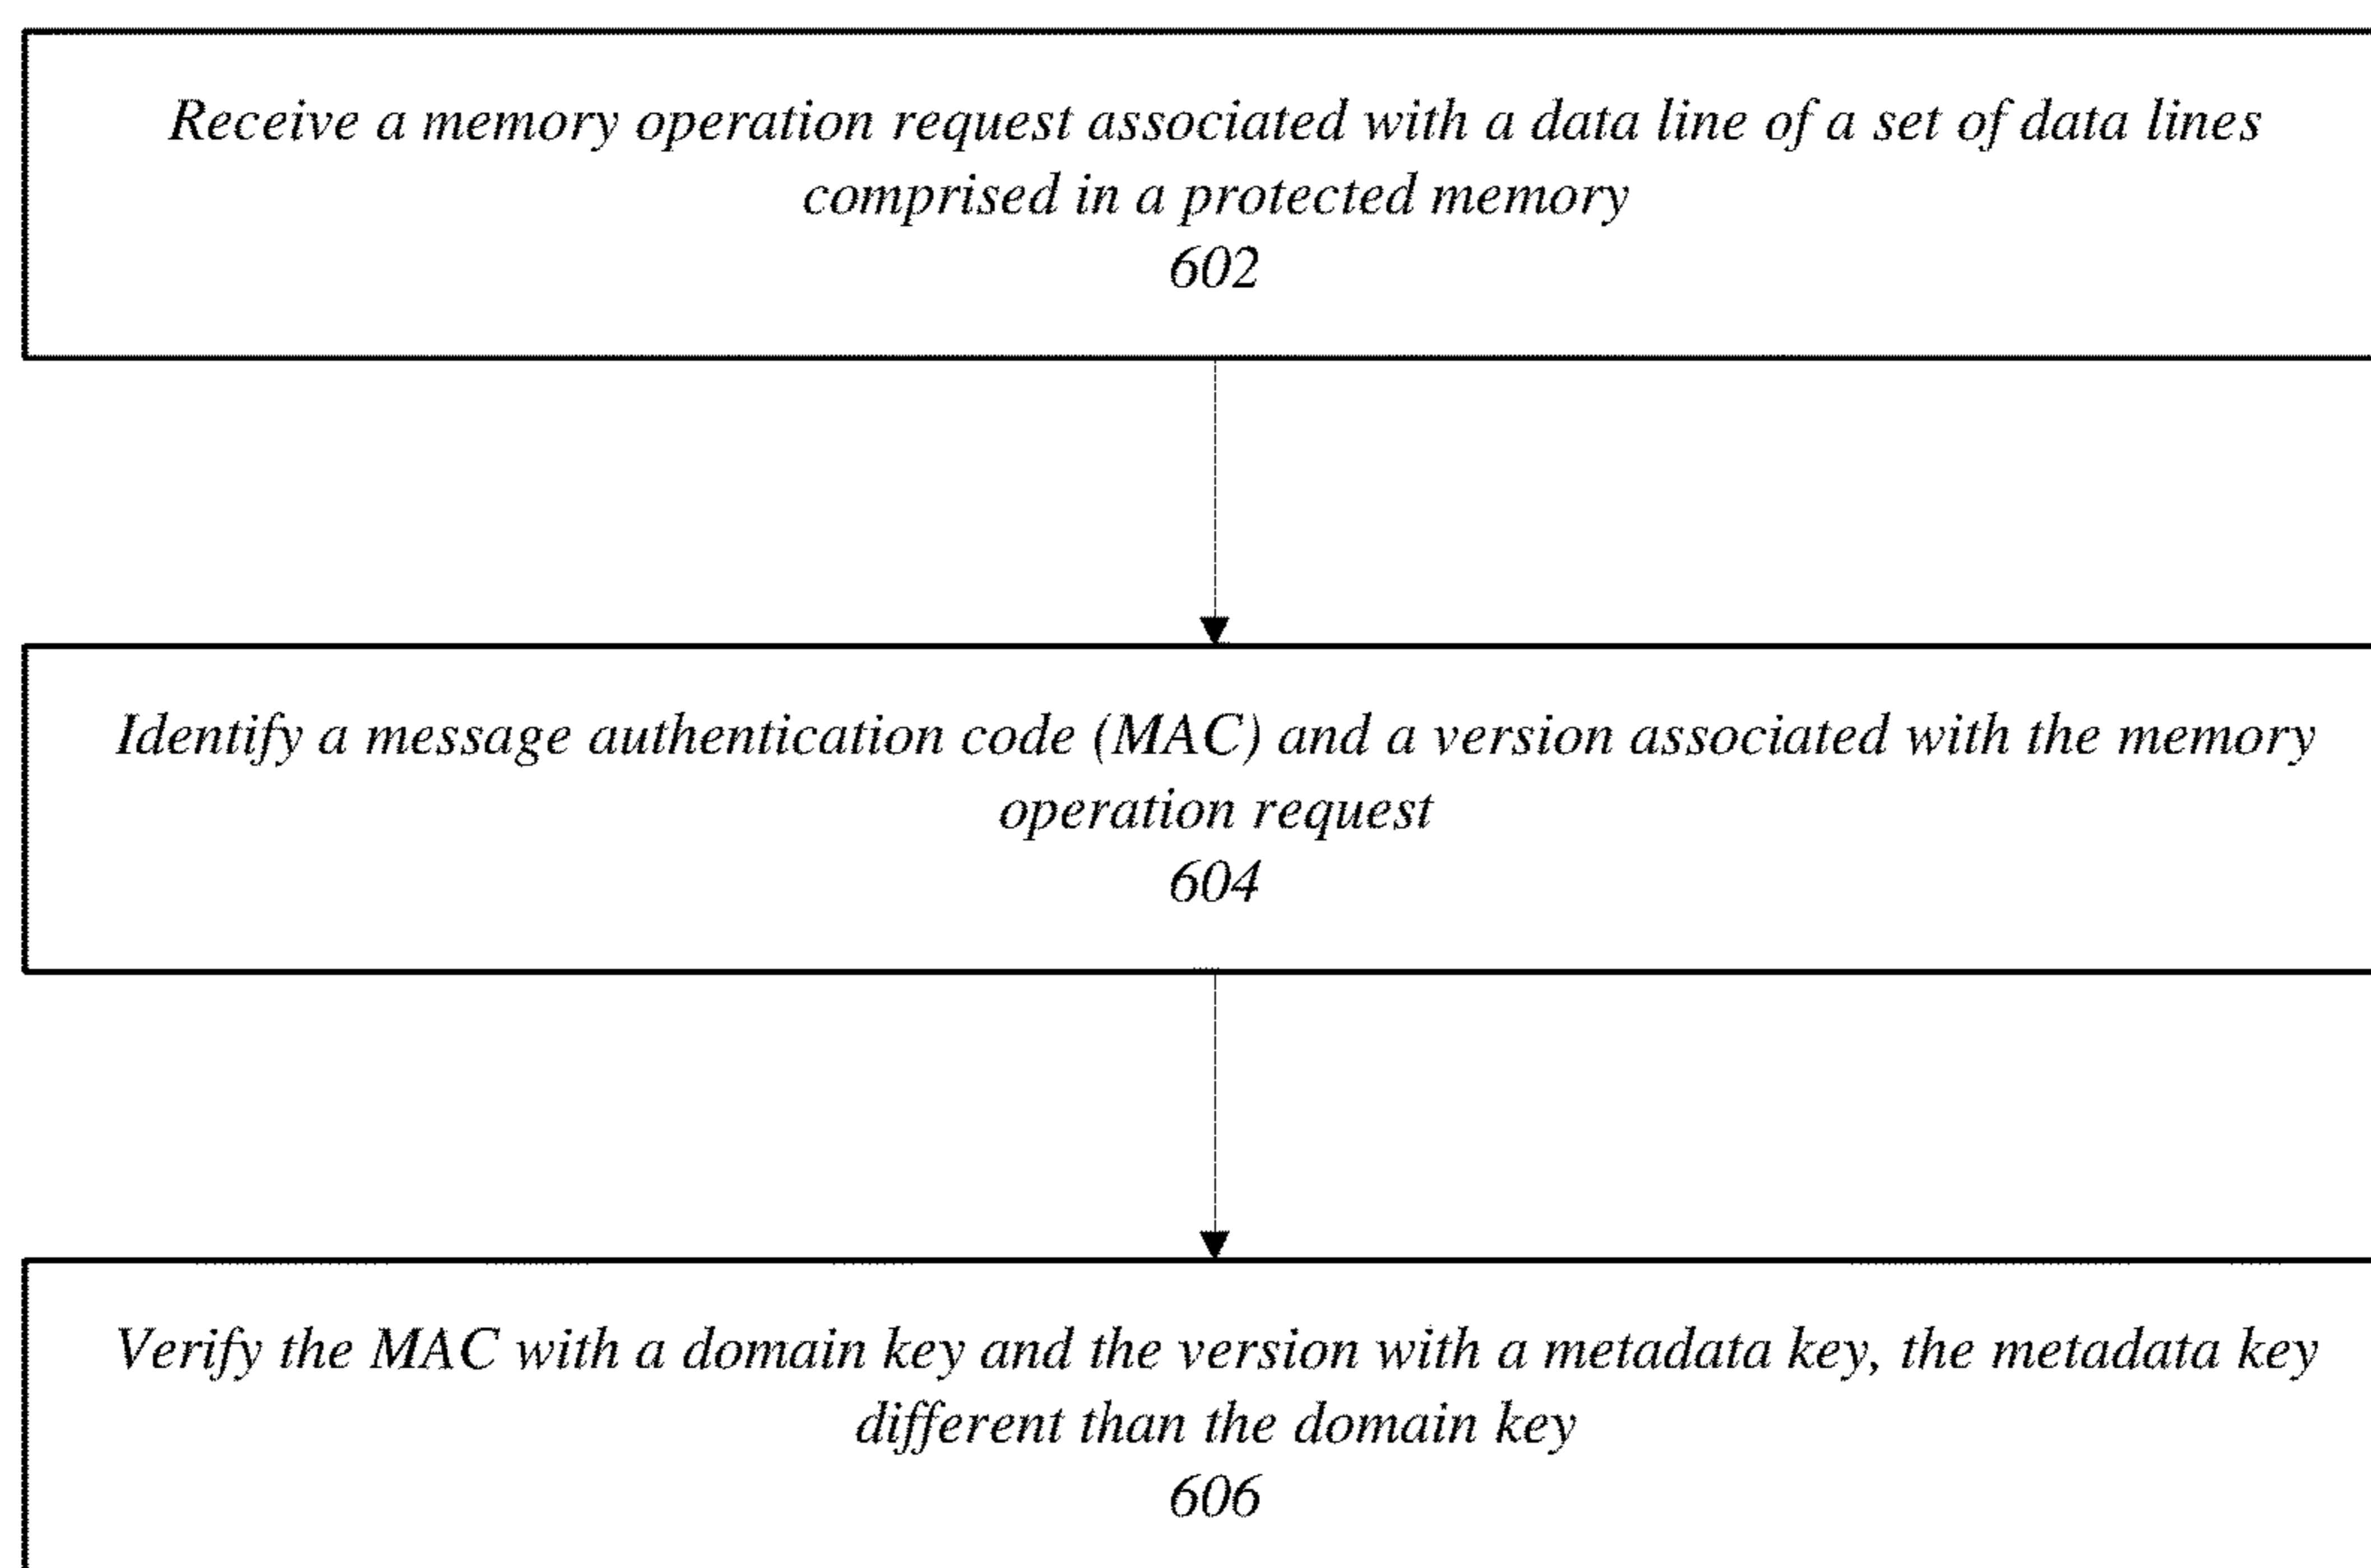 Receive a memory operation request associated with a data line of a set of data lines
comprised in a protected memory
602
Identify a message authentication code (MAC) and a version associated with the memory
operation request
604
Verify the MAC with a domain key and the version with a metadata key, the metadata key
different than the domain key
606